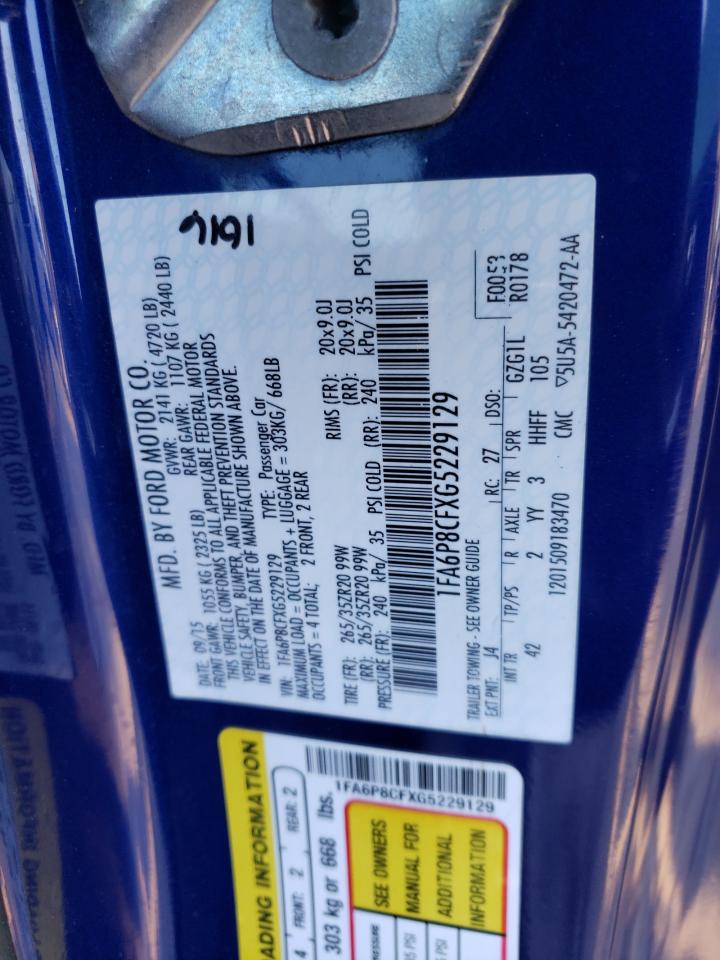 MFD. BY FORD MOTOR CO.
DATE: 09/15 GVWR: 2141 KG ( 4720 LB)
FRONT GAWR: 1055 KG ( 2325 LB) REAR GAWR: 1107 KG ( 2440 LB)
THIS VEHICLE CONFORMS TO ALL APPLICABLE FEDERAL MOTOR
VEHICLE SAFETY, BUMPER, AND THEFT PREVENTION STANDARDS
IN EFFECT ON THE DATE OF MANUFACTURE SHOWN ABOVE.
VIN: 1FA6P8CFXG5229129 TYPE: Passenger Car
MAXIMUM LOAD = OCCUPANTS + LUGGAGE = 303KG/ 668LB
OCCUPANTS = 4 TOTAL; 2 FRONT, 2 REAR
TIRE (FR): 265/35ZR20 99W RIMS (FR): 20x9.0J
(RR): 265/35ZR20 99W (RR): 20x9.0J
PRESSURE (FR): 240 kPa/ 35 PSI COLD (RR): 240 kPa/ 35 PSI COLD
1FA6P8CFXG5229129
TRAILER TOWING - SEE OWNER GUIDE
EXT PNT: J4 RC: 27 DSO: F0053
R0178
INT TR TP/PS R AXLE TR SPR GZG1L
42 2 YY 3 HHFF 105
1201509183470 CMC ▽5U5A-5420472-AA
ADING INFORMATION
4 FRONT: 2 REAR: 2
303 kg or 668 lbs.
1FA6P8CFXG5229129
SEE OWNERS
MANUAL FOR
ADDITIONAL
INFORMATION
PRESSURE
PSI
PSI